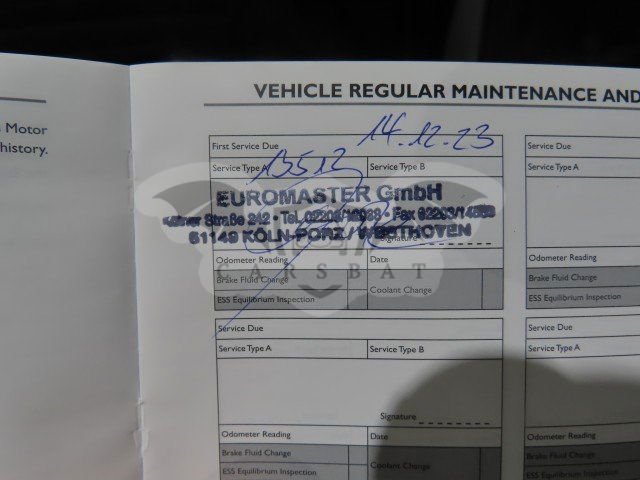 Motor
history.
VEHICLE REGULAR MAINTENANCE AND
First Service Due 14.12.23
Service Type A 13512 Service Type B
EUROMASTER GmbH
Straße 242 • Tel. • Fax
51149 KÖLN-PORZ / WESTHOVEN
Signature
Odometer Reading Date
Brake Fluid Change
Coolant Change
ESS Equilibrium Inspection
Service Due
Service Type A Service Type B
Signature
Odometer Reading Date
Brake Fluid Change
Coolant Change
ESS Equilibrium Inspection
Service Due
Service Type A
Odometer Reading
Brake Fluid Change
ESS Equilibrium Inspection
Service Due
Service Type A
Odometer Reading
Brake Fluid Change
ESS Equilibrium Inspection
CARSBAT